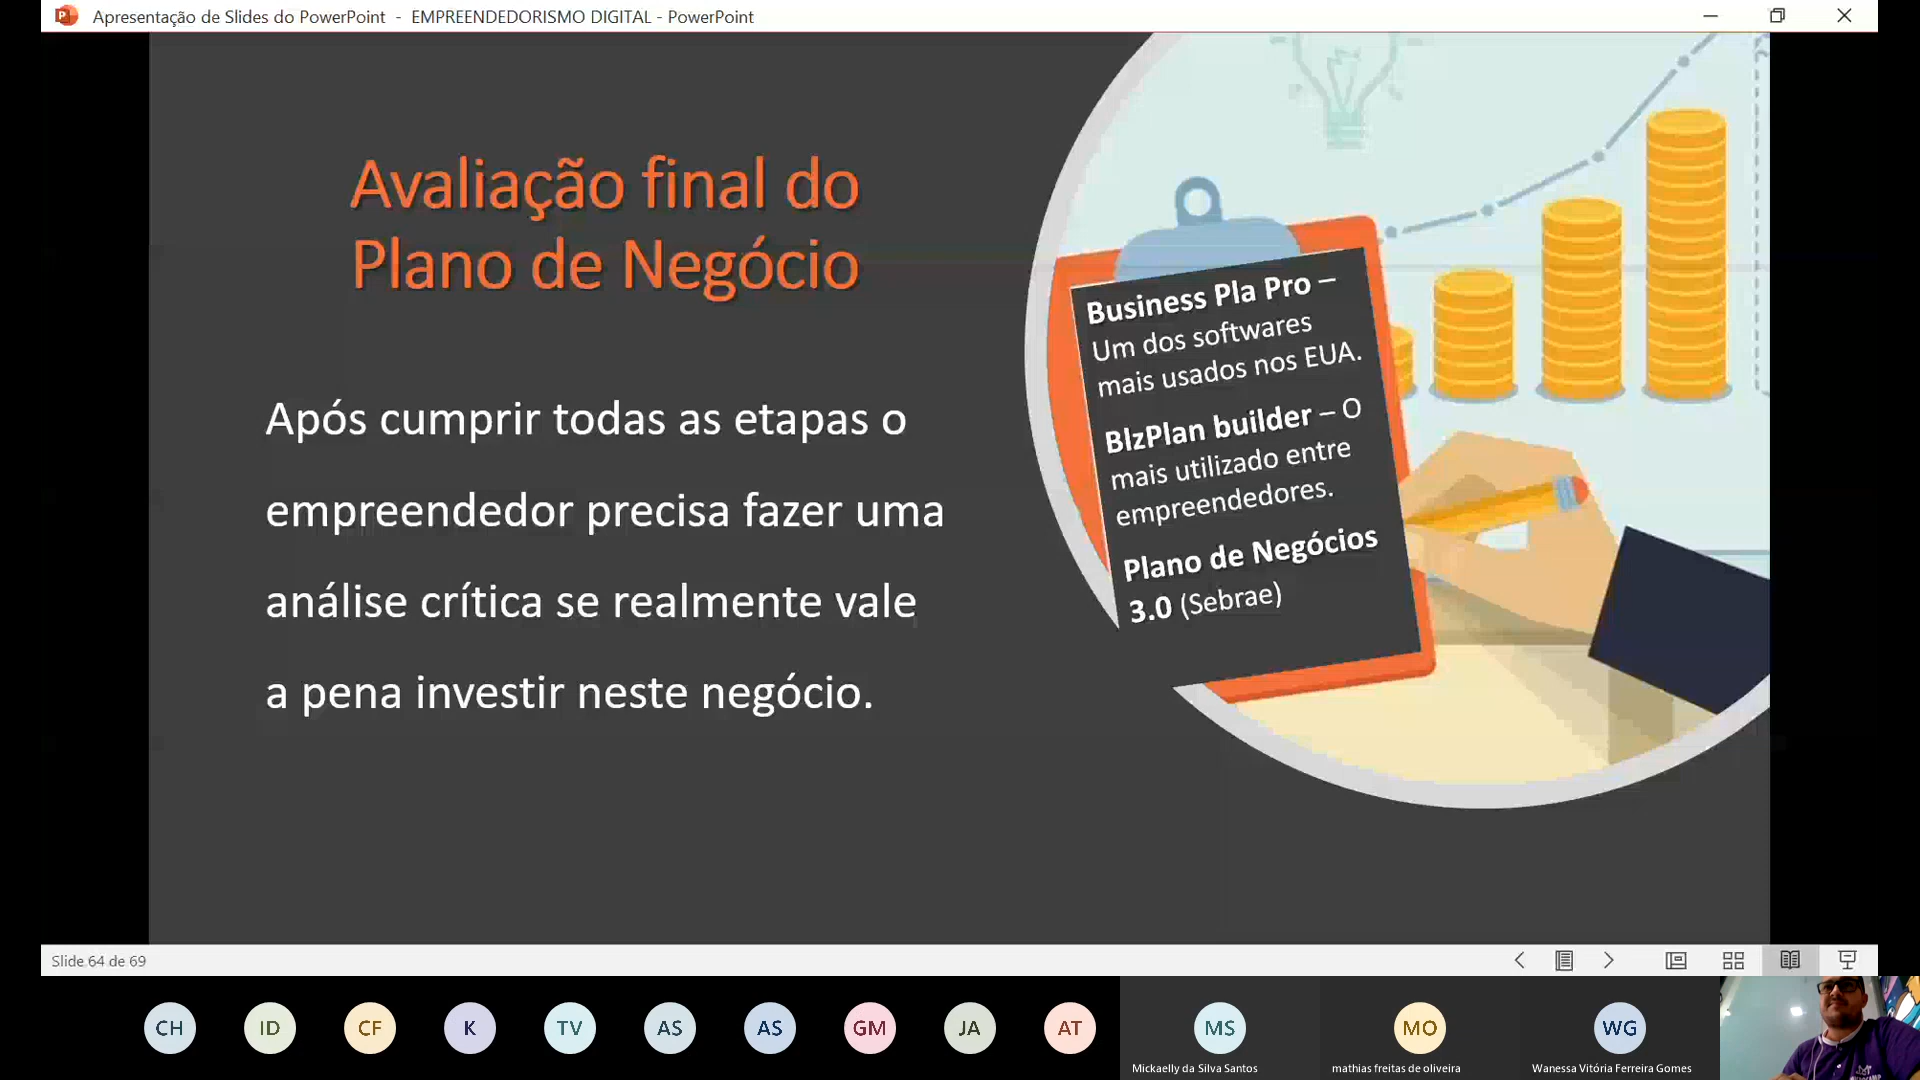 Apresentação de Slides do PowerPoint - EMPREENDEDORISMO DIGITAL - PowerPoint
Avaliação final do
Plano de Negócio
Após cumprir todas as etapas o
empreendedor precisa fazer uma
análise crítica se realmente vale
a pena investir neste negócio.
Business Pla Pro –
Um dos softwares
mais usados nos EUA.
BIzPlan builder – O
mais utilizado entre
empreendedores.
Plano de Negócios
3.0 (Sebrae)
Slide 64 de 69
CH ID CF K TV AS AS GM JA AT MS MO WG
Mickaelly da Silva Santos
mathias freitas de oliveira
Wanessa Vitória Ferreira Gomes